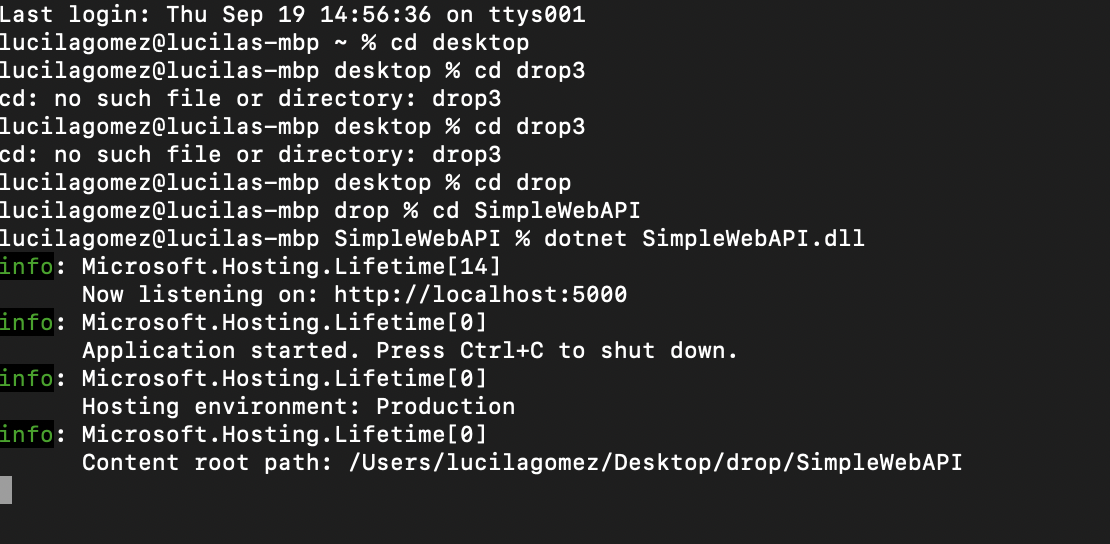 Last login: Thu Sep 19 14:56:36 on ttys001
lucilagomez@lucilas-mbp ~ % cd desktop
lucilagomez@lucilas-mbp desktop % cd drop3
cd: no such file or directory: drop3
lucilagomez@lucilas-mbp desktop % cd drop3
cd: no such file or directory: drop3
lucilagomez@lucilas-mbp desktop % cd drop
lucilagomez@lucilas-mbp drop % cd SimpleWebAPI
lucilagomez@lucilas-mbp SimpleWebAPI % dotnet SimpleWebAPI.dll
info: Microsoft.Hosting.Lifetime[14]
      Now listening on: http://localhost:5000
info: Microsoft.Hosting.Lifetime[0]
      Application started. Press Ctrl+C to shut down.
info: Microsoft.Hosting.Lifetime[0]
      Hosting environment: Production
info: Microsoft.Hosting.Lifetime[0]
      Content root path: /Users/lucilagomez/Desktop/drop/SimpleWebAPI